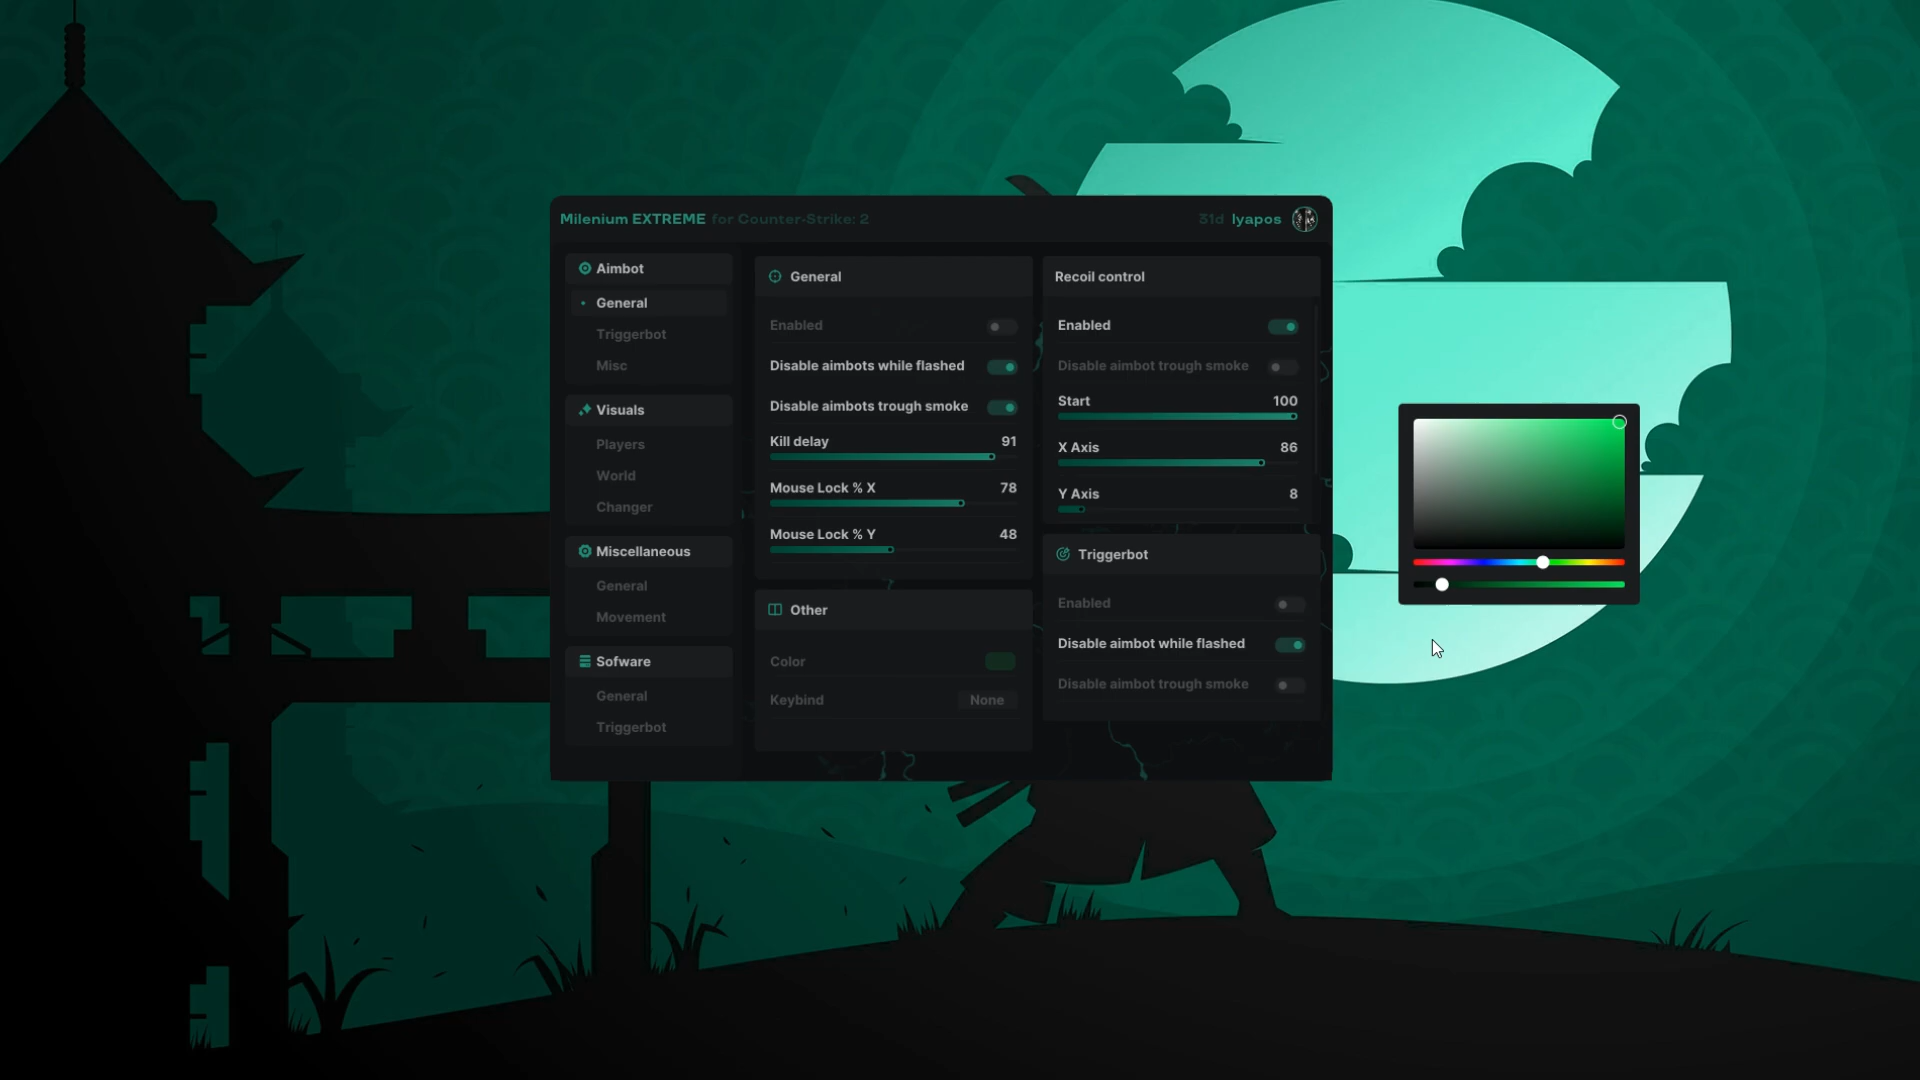 Milenium EXTREME for Counter-Strike: 2
31d lyapos
Aimbot
General
Triggerbot
Misc
Visuals
Players
World
Changer
Miscellaneous
General
Movement
Sofware
General
Triggerbot
General
Enabled
Disable aimbots while flashed
Disable aimbots trough smoke
Kill delay 91
Mouse Lock % X 78
Mouse Lock % Y 48
Other
Color
Keybind None
Recoil control
Enabled
Disable aimbot trough smoke
Start 100
X Axis 86
Y Axis 8
Triggerbot
Enabled
Disable aimbot while flashed
Disable aimbot trough smoke